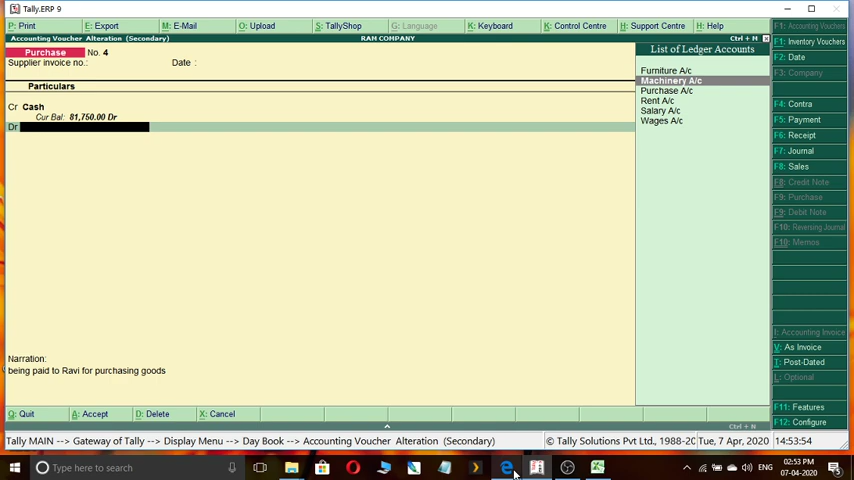 Tally.ERP 9
P: Print
E: Export
M: E-Mail
O: Upload
S: TallyShop
G: Language
K: Keyboard
K: Control Centre
H: Support Centre
H: Help
Accounting Voucher Alteration (Secondary)
RAM COMPANY
Ctrl + M
Purchase No. 4
Supplier invoice no.: Date :
Particulars
Cr Cash
Cur Bal: 81,750.00 Dr
Dr
Narration:
being paid to Ravi for purchasing goods
List of Ledger Accounts
Furniture A/c
Machinery A/c
Purchase A/c
Rent A/c
Salary A/c
Wages A/c
F1: Accounting Vouchers
F1: Inventory Vouchers
F2: Date
F3: Company
F4: Contra
F5: Payment
F6: Receipt
F7: Journal
F8: Sales
F8: Credit Note
F9: Purchase
F9: Debit Note
F10: Reversing Journal
F10: Memos
I: Accounting Invoice
V: As Invoice
T: Post-Dated
L: Optional
F11: Features
F12: Configure
Q: Quit
A: Accept
D: Delete
X: Cancel
Ctrl + N
Tally MAIN --> Gateway of Tally --> Display Menu --> Day Book --> Accounting Voucher Alteration (Secondary)
© Tally Solutions Pvt Ltd., 1988-20
Tue, 7 Apr, 2020
14:53:54
Type here to search
ENG
02:53 PM
07-04-2020
5